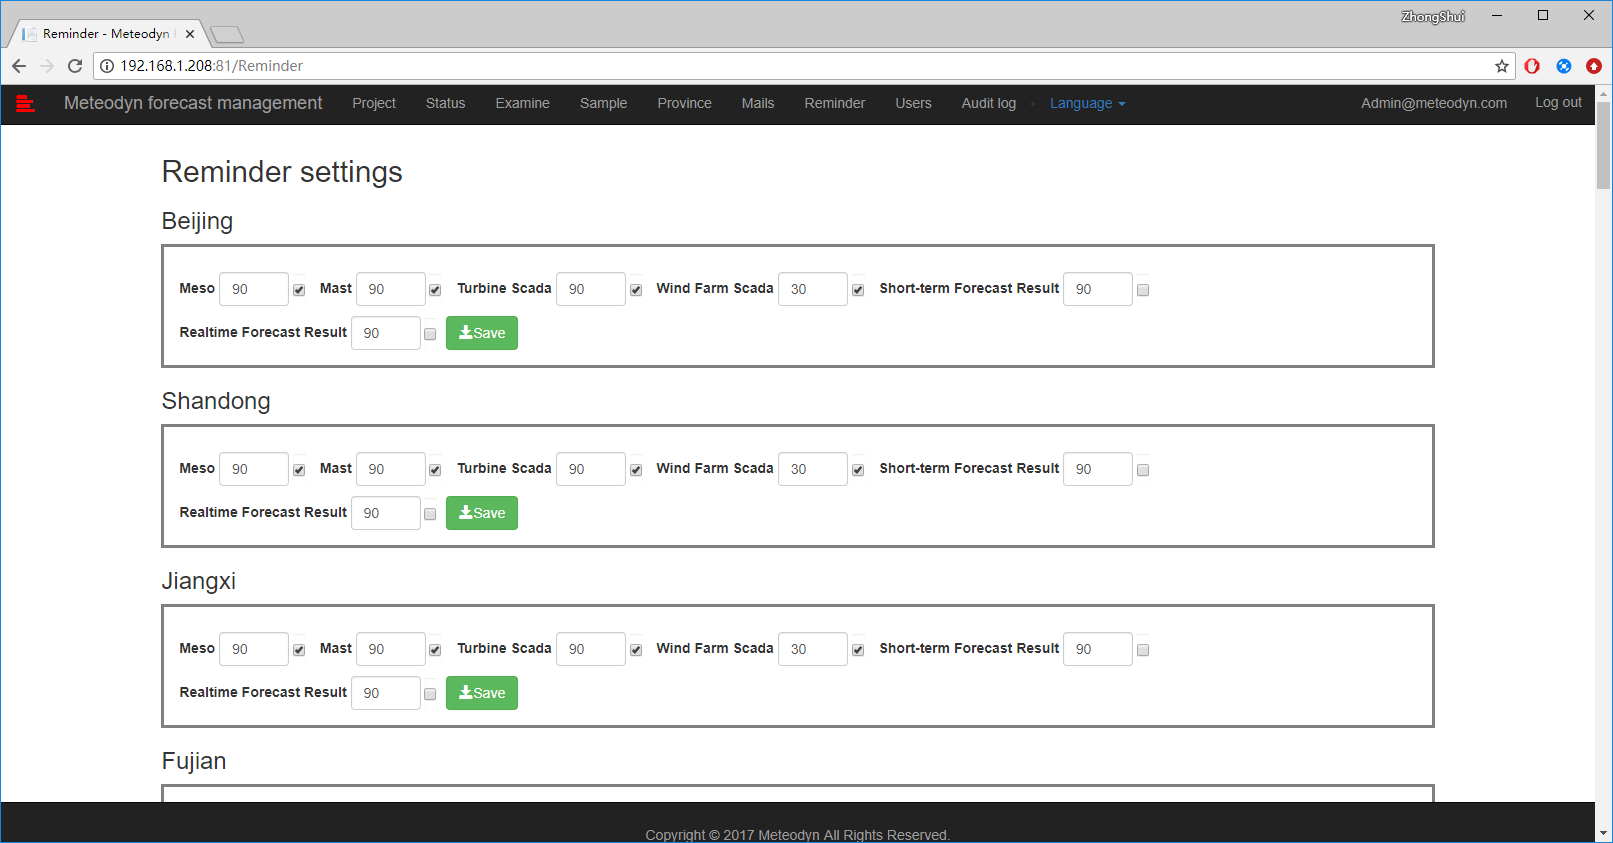 ZhongShui
Reminder - Meteodyn
192.168.1.208:81/Reminder
Meteodyn forecast management Project Status Examine Sample Province Mails Reminder Users Audit log Language Admin@meteodyn.com Log out
Reminder settings
Beijing
Meso 90 Mast 90 Turbine Scada 90 Wind Farm Scada 30 Short-term Forecast Result 90
Realtime Forecast Result 90 Save
Shandong
Meso 90 Mast 90 Turbine Scada 90 Wind Farm Scada 30 Short-term Forecast Result 90
Realtime Forecast Result 90 Save
Jiangxi
Meso 90 Mast 90 Turbine Scada 90 Wind Farm Scada 30 Short-term Forecast Result 90
Realtime Forecast Result 90 Save
Fujian
Copyright © 2017 Meteodyn All Rights Reserved.